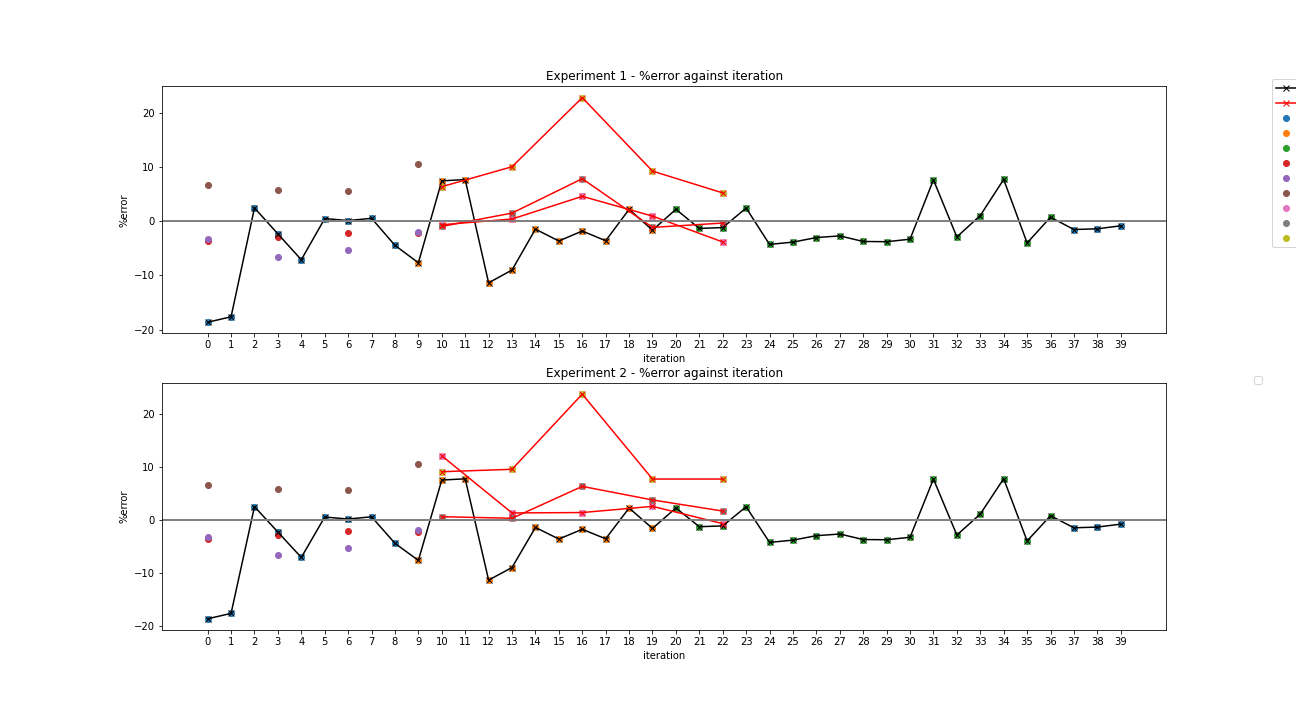 Experiment 1 - %error against iteration
20
10
0
−10
−20
%error
0 1 2 3 4 5 6 7 8 9 10 11 12 13 14 15 16 17 18 19 20 21 22 23 24 25 26 27 28 29 30 31 32 33 34 35 36 37 38 39
iteration
Experiment 2 - %error against iteration
20
10
0
−10
−20
%error
0 1 2 3 4 5 6 7 8 9 10 11 12 13 14 15 16 17 18 19 20 21 22 23 24 25 26 27 28 29 30 31 32 33 34 35 36 37 38 39
iteration